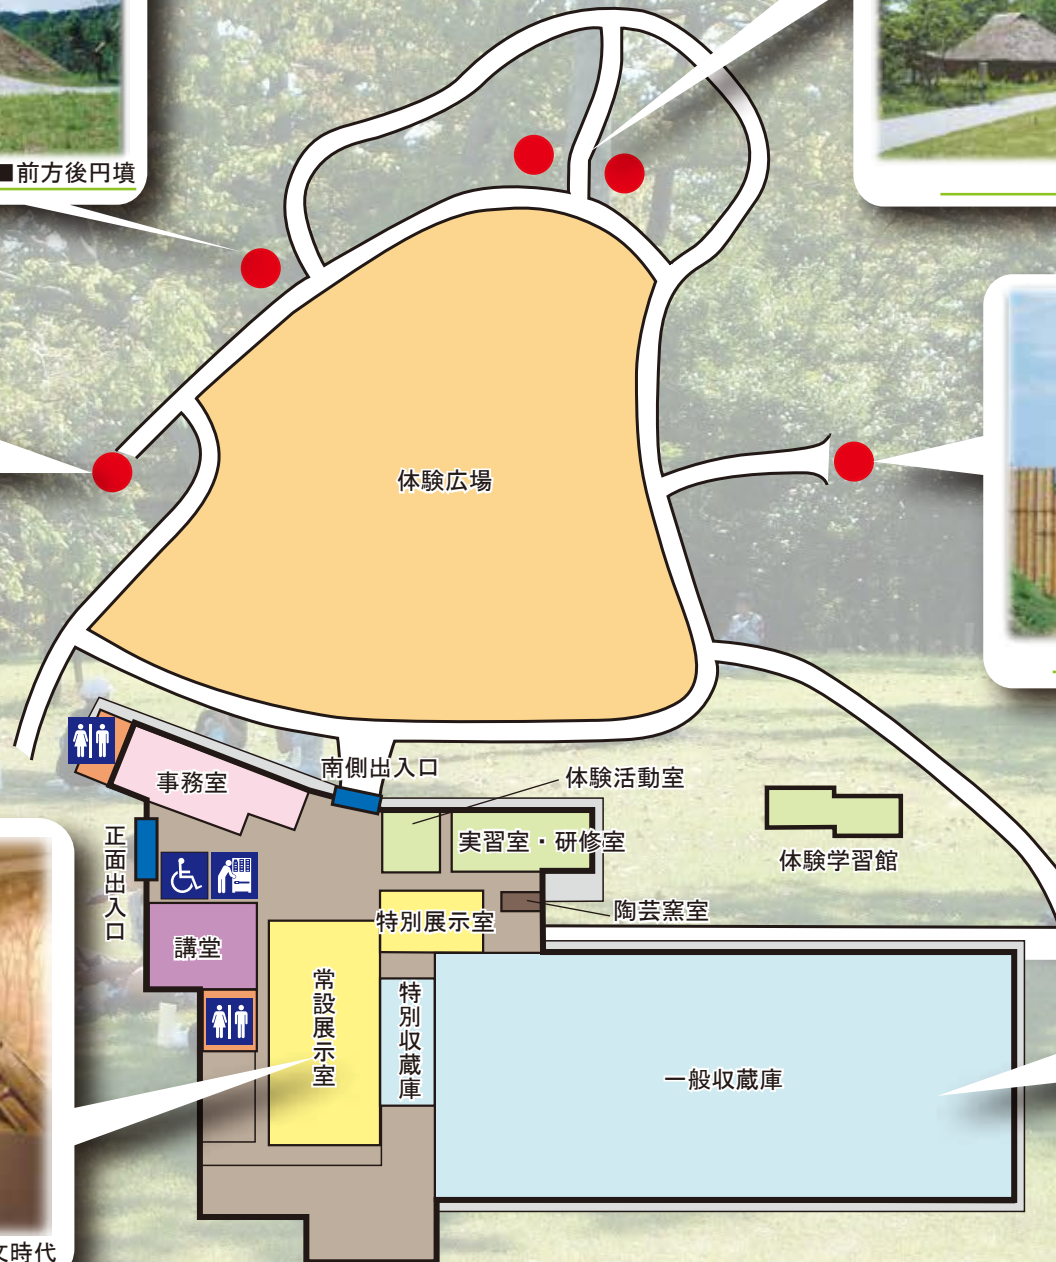 ■前方後円墳
体験広場
南側出入口
事務室
体験活動室
実習室・研修室
体験学習館
正面出入口
陶芸窯室
特別展示室
講堂
常設展示室
特別収蔵庫
一般収蔵庫
時代